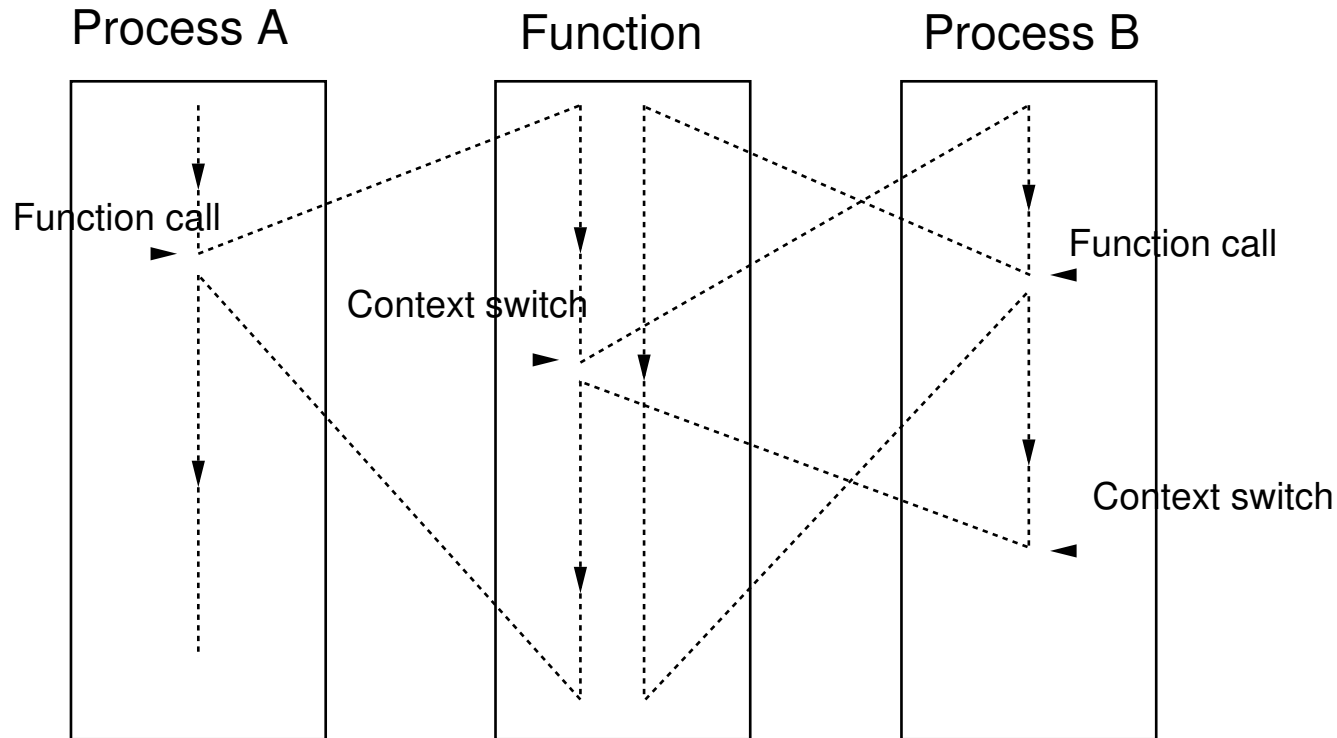 Process A
Function
Process B
Function call
Function call
Context switch
Context switch